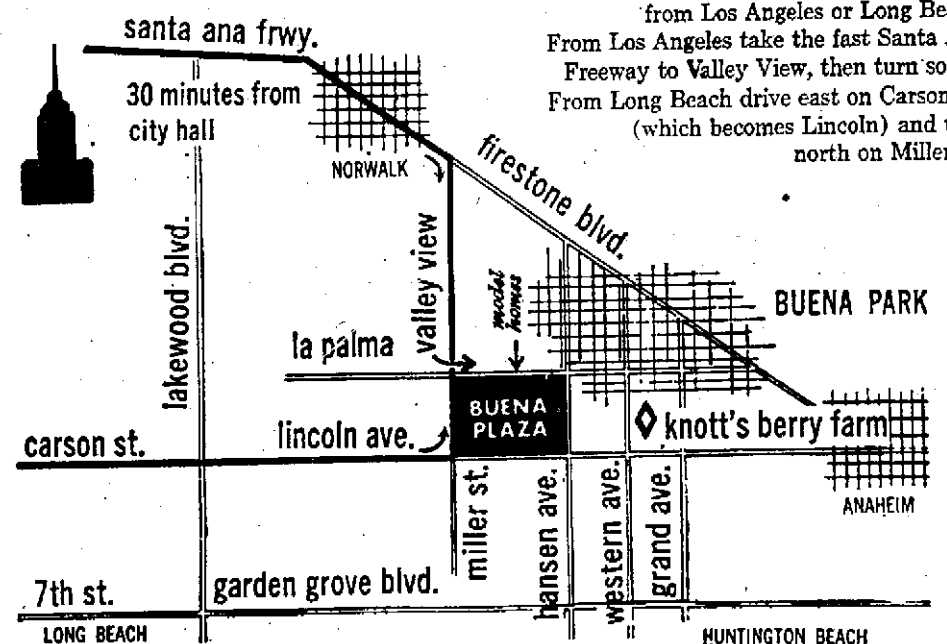 from Los Angeles or Long Be
From Los Angeles take the fast Santa
Freeway to Valley View, then turn so
From Long Beach drive east on Carson
(which becomes Lincoln) and t
north on Miller
santa ana frwy.
30 minutes from
city hall
NORWALK
firestone blvd.
lakewood blvd.
valley view
model
homes
BUENA PARK
la palma
BUENA
PLAZA
lincoln ave.
knott's berry farm
carson st.
miller st.
hansen ave.
western ave.
grand ave.
ANAHEIM
7th st.
garden grove blvd.
LONG BEACH
HUNTINGTON BEACH